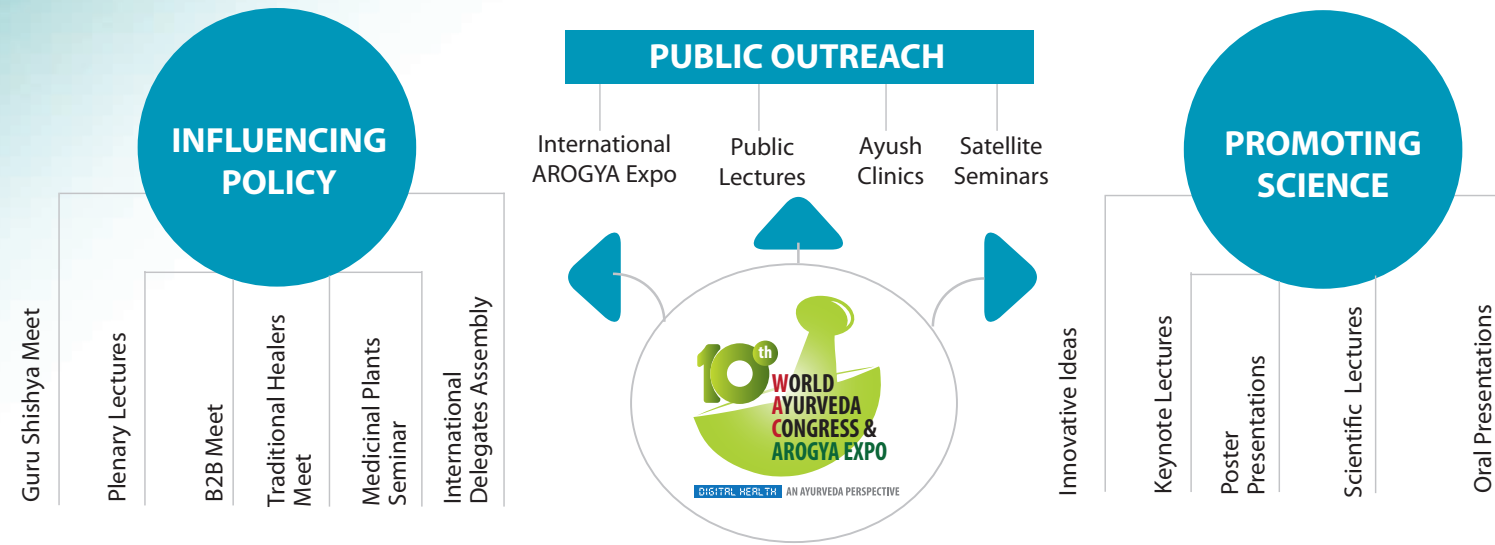 INFLUENCING
POLICY
Guru Shishya Meet
Plenary Lectures
B2B Meet
Traditional Healers
Meet
Medicinal Plants
Seminar
International
Delegates Assembly
PUBLIC OUTREACH
International
AROGYA Expo
Public
Lectures
Ayush
Clinics
Satellite
Seminars
10th
WORLD
AYURVEDA
CONGRESS &
AROGYA EXPO
DIGITAL HEALTH AN AYURVEDA PERSPECTIVE
PROMOTING
SCIENCE
Innovative Ideas
Keynote Lectures
Poster
Presentations
Scientific Lectures
Oral Presentations